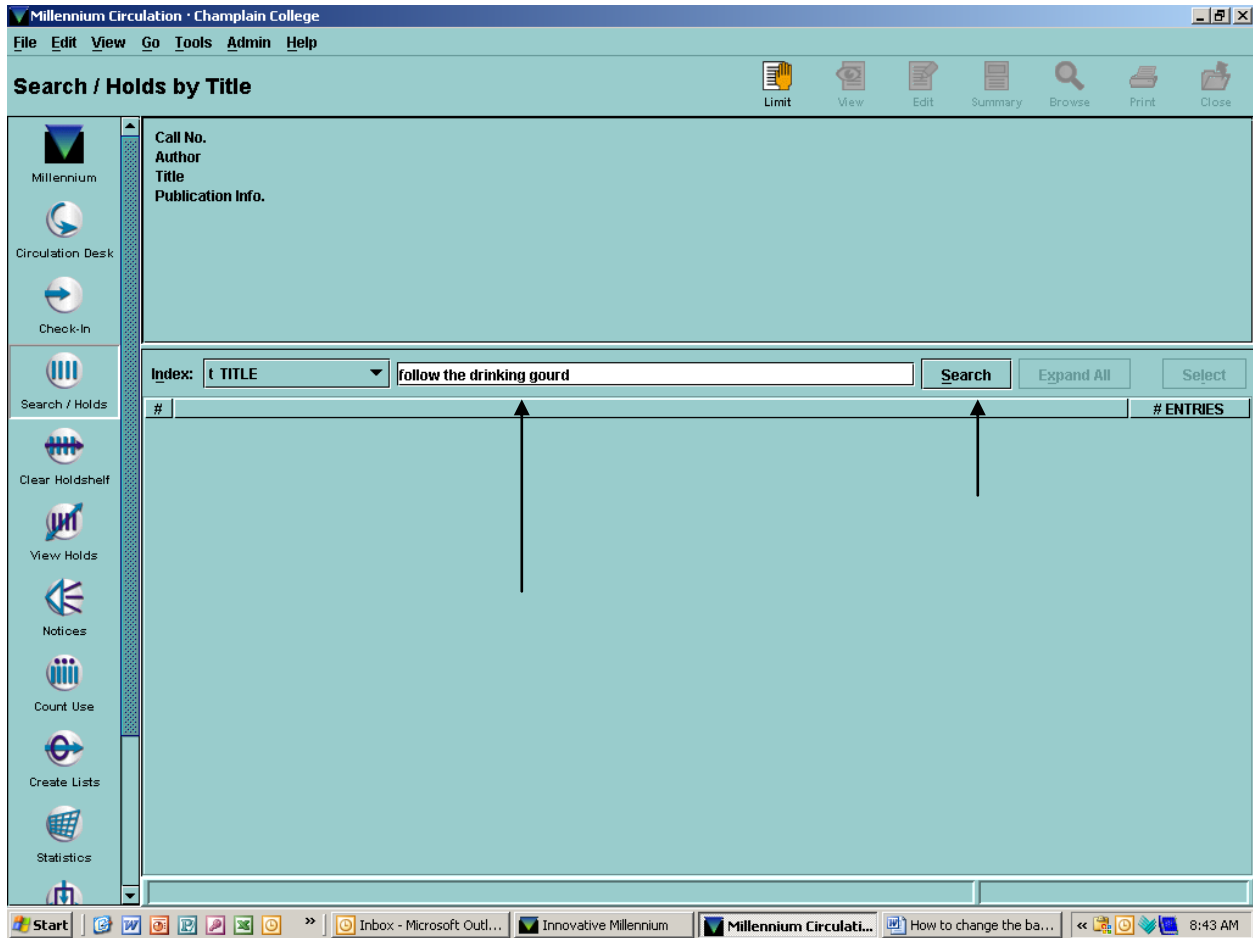 Millennium Circulation · Champlain College
File Edit View Go Tools Admin Help
Search / Holds by Title
Limit View Edit Summary Browse Print Close
Millennium
Circulation Desk
Check-In
Search / Holds
Clear Holdshelf
View Holds
Notices
Count Use
Create Lists
Statistics
Call No.
Author
Title
Publication Info.
Index: t TITLE follow the drinking gourd Search Expand All Select
# # ENTRIES
Start » Inbox - Microsoft Outl... Innovative Millennium Millennium Circulati... How to change the ba... « 8:43 AM